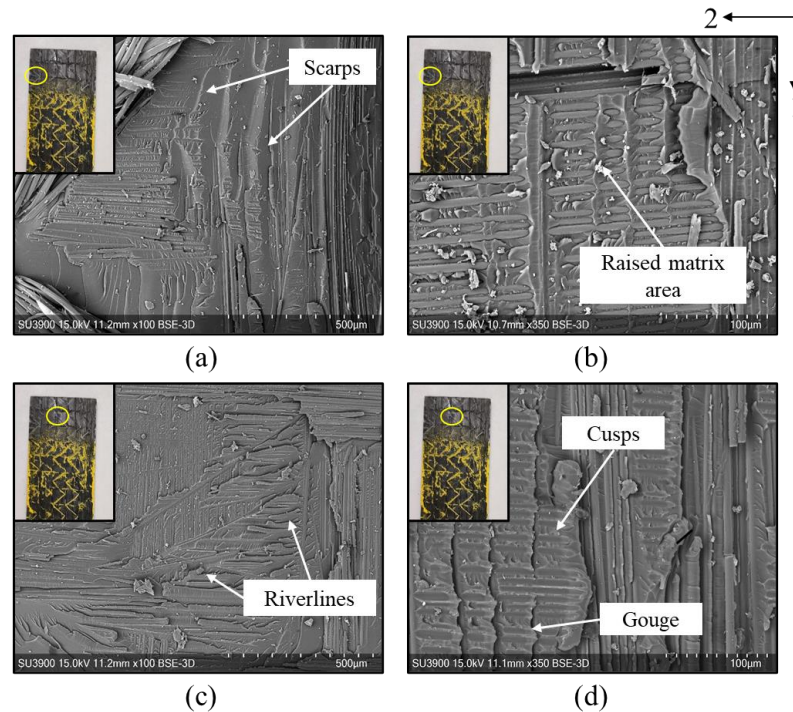 2
Scarps
SU3900 15.0kV 11.2mm x100 BSE-3D 500µm
(a)
Raised matrix
area
SU3900 15.0kV 10.7mm x350 BSE-3D 100µm
(b)
Riverlines
SU3900 15.0kV 11.2mm x100 BSE-3D 500µm
(c)
Cusps
Gouge
SU3900 15.0kV 11.2mm x350 BSE-3D 100µm
(d)